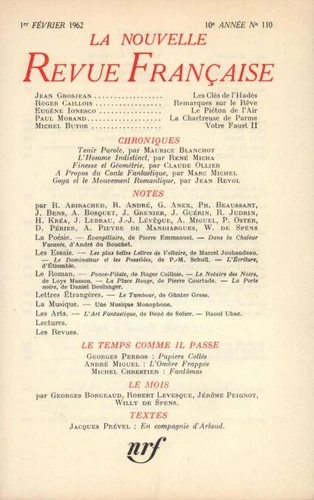 1er FÉVRIER 1962 10e ANNÉE No 110
LA NOUVELLE
REVUE FRANÇAISE
JEAN GROSJEAN .................. Les Clés de l'Hadès
ROGER CAILLOIS .................. Remarques sur le Rêve
EUGÈNE IONESCO .................. Le Piéton de l'Air
PAUL MORAND .................. La Chartreuse de Parme
MICHEL BUTOR .................. Votre Faust II
CHRONIQUES
Tenir Parole, par MAURICE BLANCHOT
L'Homme Indistinct, par RENÉ MICHA
Finesse et Géométrie, par CLAUDE OLLIER
A Propos du Conte Fantastique, par MARC MICHEL
Goya et le Mouvement Romantique, par JEAN REVOL
NOTES
par R. ABIRACHED, R. ANDRÉ, G. ANEX, PH. BEAUSSANT,
J. BENS, A. BOSQUET, J. GRENIER, J. GUÉRIN, R. JUDRIN,
H. KRÉA, J. LEBRAU, J.-J. LÉVÊQUE, A. MIGUEL, P. OSTER,
D. PÉRIER, A. PIEYRE DE MANDIARGUES, W. DE SPENS
La Poésie. — Evangéliaire, de Pierre Emmanuel. — Dans la Chaleur
Vacante, d'André du Bouchet.
Les Essais. — Les plus belles Lettres de Voltaire, de Marcel Jouhandeau.
— Le Dominateur et les Possibles, de P.-M. Schuhl. — L'Écriture,
d'Étiemble.
Le Roman. — Ponce-Pilate, de Roger Caillois. — Le Notaire des Noirs,
de Loys Masson. — La Place Rouge, de Pierre Courtade. — La Porte
noire, de Daniel Boulanger.
Lettres Étrangères. — Le Tambour, de Günter Grass.
La Musique. — Une Musique Monophone.
Les Arts. — L'Art Fantastique, de René de Solier. — Raoul Ubac.
Lectures.
Les Revues.
LE TEMPS COMME IL PASSE
GEORGES PERROS : Papiers Collés
ANDRÉ MIGUEL : L'Ombre Frappée
MICHEL CHRESTIEN : Fantômas
LE MOIS
par GEORGES BORGEAUD, ROBERT LEVESQUE, JÉRÔME PEIGNOT,
WILLY DE SPENS.
TEXTES
JACQUES PRÉVEL : En compagnie d'Artaud.
nrf